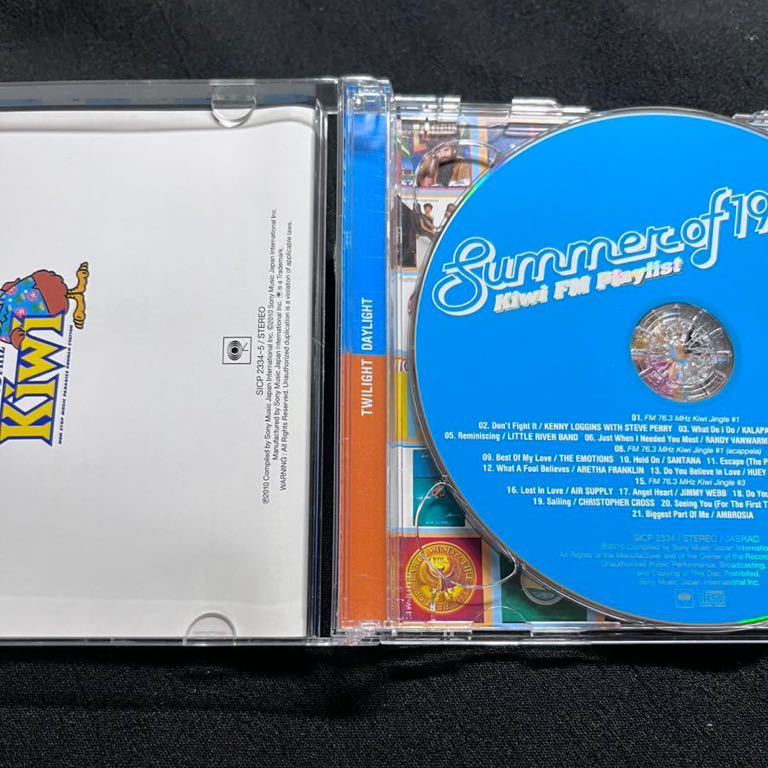 KIWI
NON STOP MUSIC PARADISE
SICP 2334~5 / STEREO
℗2010 Compiled by Sony Music Japan International Inc. ©2010 Sony Music Japan International Inc.
Manufactured by Sony Music Japan International Inc. is a Trademark.
WARNING : All Rights Reserved. Unauthorized duplication is a violation of applicable laws.
TWILIGHT DAYLIGHT
Summer of 19
Kiwi FM Playlist
01. FM 76.3 MHz Kiwi Jingle #1
02. Don't Fight It / KENNY LOGGINS WITH STEVE PERRY 03. What Do I Do / KALAPA
05. Reminiscing / LITTLE RIVER BAND 06. Just When I Needed You Most / RANDY VANWARM
08. FM 76.3 MHz Kiwi Jingle #1 (acappela)
09. Best Of My Love / THE EMOTIONS 10. Hold On / SANTANA 11. Escape (The P
12. What A Fool Believes / ARETHA FRANKLIN 13. Do You Believe In Love / HUEY
15. FM 76.3 MHz Kiwi Jingle #3
16. Lost In Love / AIR SUPPLY 17. Angel Heart / JIMMY WEBB 18. Do You
19. Sailing / CHRISTOPHER CROSS 20. Seeing You (For The First T
21. Biggest Part Of Me / AMBROSIA
SICP 2334 / STEREO / JASRAC
℗2010 Compiled by Sony Music Japan Internation
All Rights of the Manufacturer and of the Owner of the Record
Unauthorized Public Performance, Broadcasting,
and Copying of This Disc Prohibited.
Sony Music Japan International Inc.